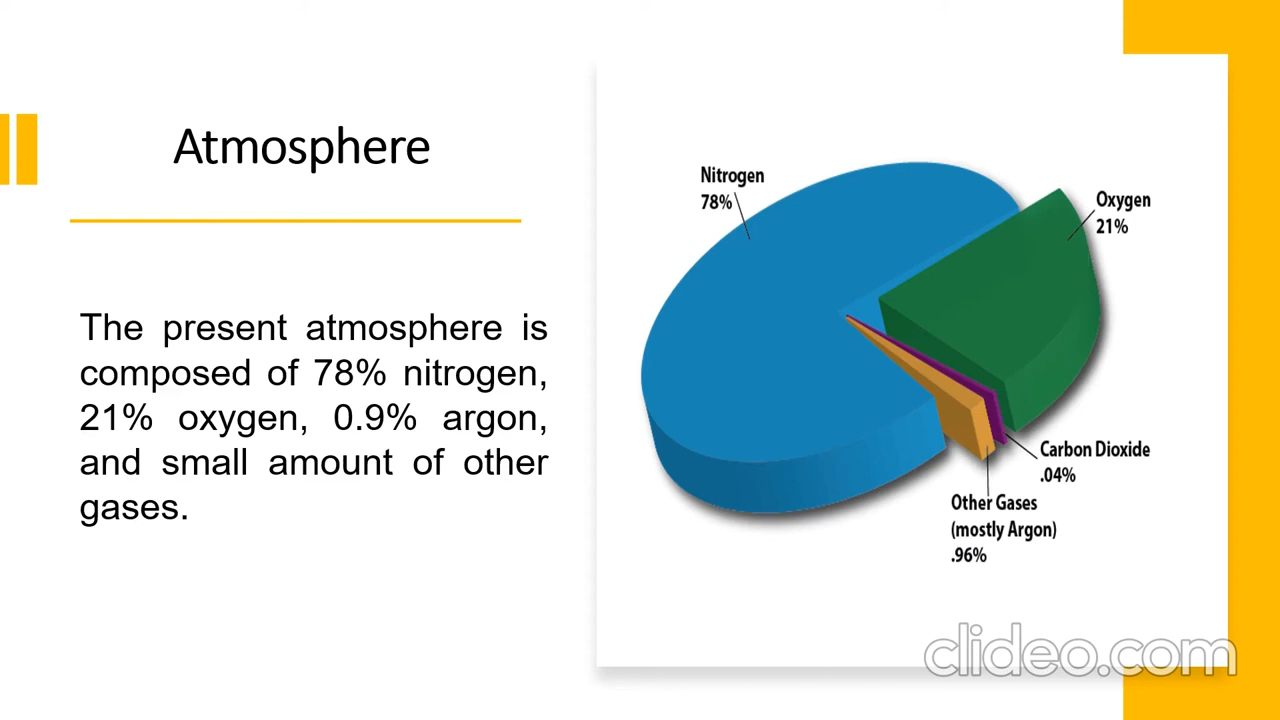 Atmosphere
The present atmosphere is
composed of 78% nitrogen,
21% oxygen, 0.9% argon,
and small amount of other
gases.
Nitrogen
78%
Oxygen
21%
Carbon Dioxide
.04%
Other Gases
(mostly Argon)
.96%
clideo.com